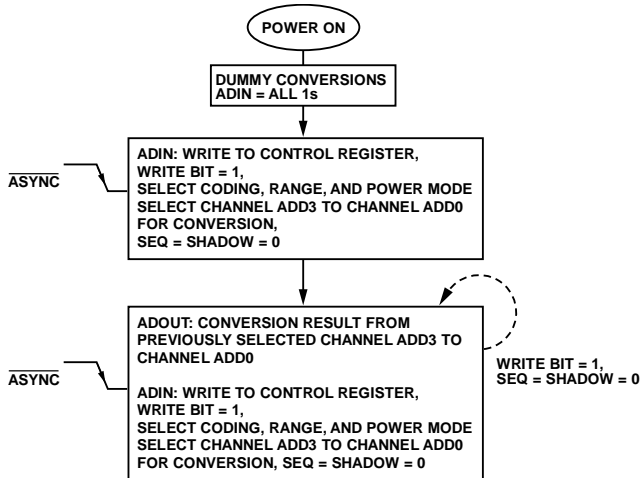 POWER ON
DUMMY CONVERSIONS
ADIN = ALL 1s
ASYNC
ADIN: WRITE TO CONTROL REGISTER,
WRITE BIT = 1,
SELECT CODING, RANGE, AND POWER MODE
SELECT CHANNEL ADD3 TO CHANNEL ADD0
FOR CONVERSION,
SEQ = SHADOW = 0
ASYNC
ADOUT: CONVERSION RESULT FROM
PREVIOUSLY SELECTED CHANNEL ADD3 TO
CHANNEL ADD0
ADIN: WRITE TO CONTROL REGISTER,
WRITE BIT = 1,
SELECT CODING, RANGE, AND POWER MODE
SELECT CHANNEL ADD3 TO CHANNEL ADD0
FOR CONVERSION, SEQ = SHADOW = 0
WRITE BIT = 1,
SEQ = SHADOW = 0